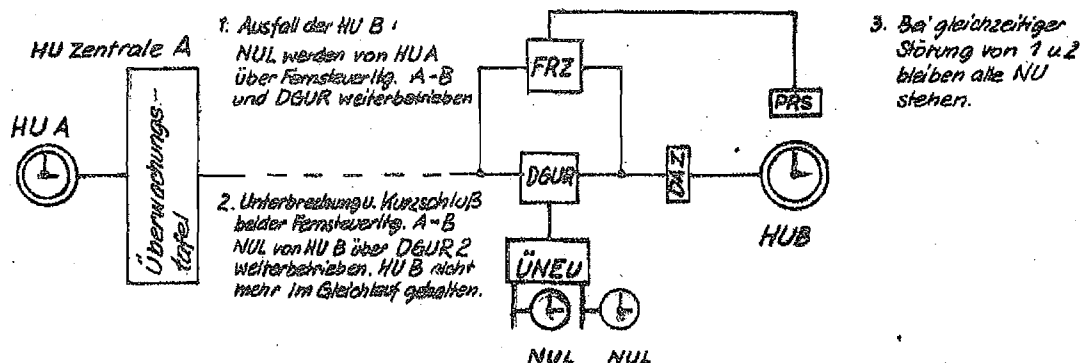 HU Zentrale A
HU A
Überwachungs-
tafel
1. Ausfall der HU B:
NUL werden von HU A
über Fernsteuerltg. A-B
und DGUR weiterbetrieben
2. Unterbrechung u. Kurzschluß
beider Fernsteuerltg. A-B
NUL von HU B über DGUR 2
weiterbetrieben. HU B nicht
mehr im Gleichlauf gehalten.
FRZ
DGUR
ÜNEU
NUL NUL
DAZ
PRS
HUB
3. Bei gleichzeitiger
Störung von 1 u. 2
bleiben alle NU
stehen.